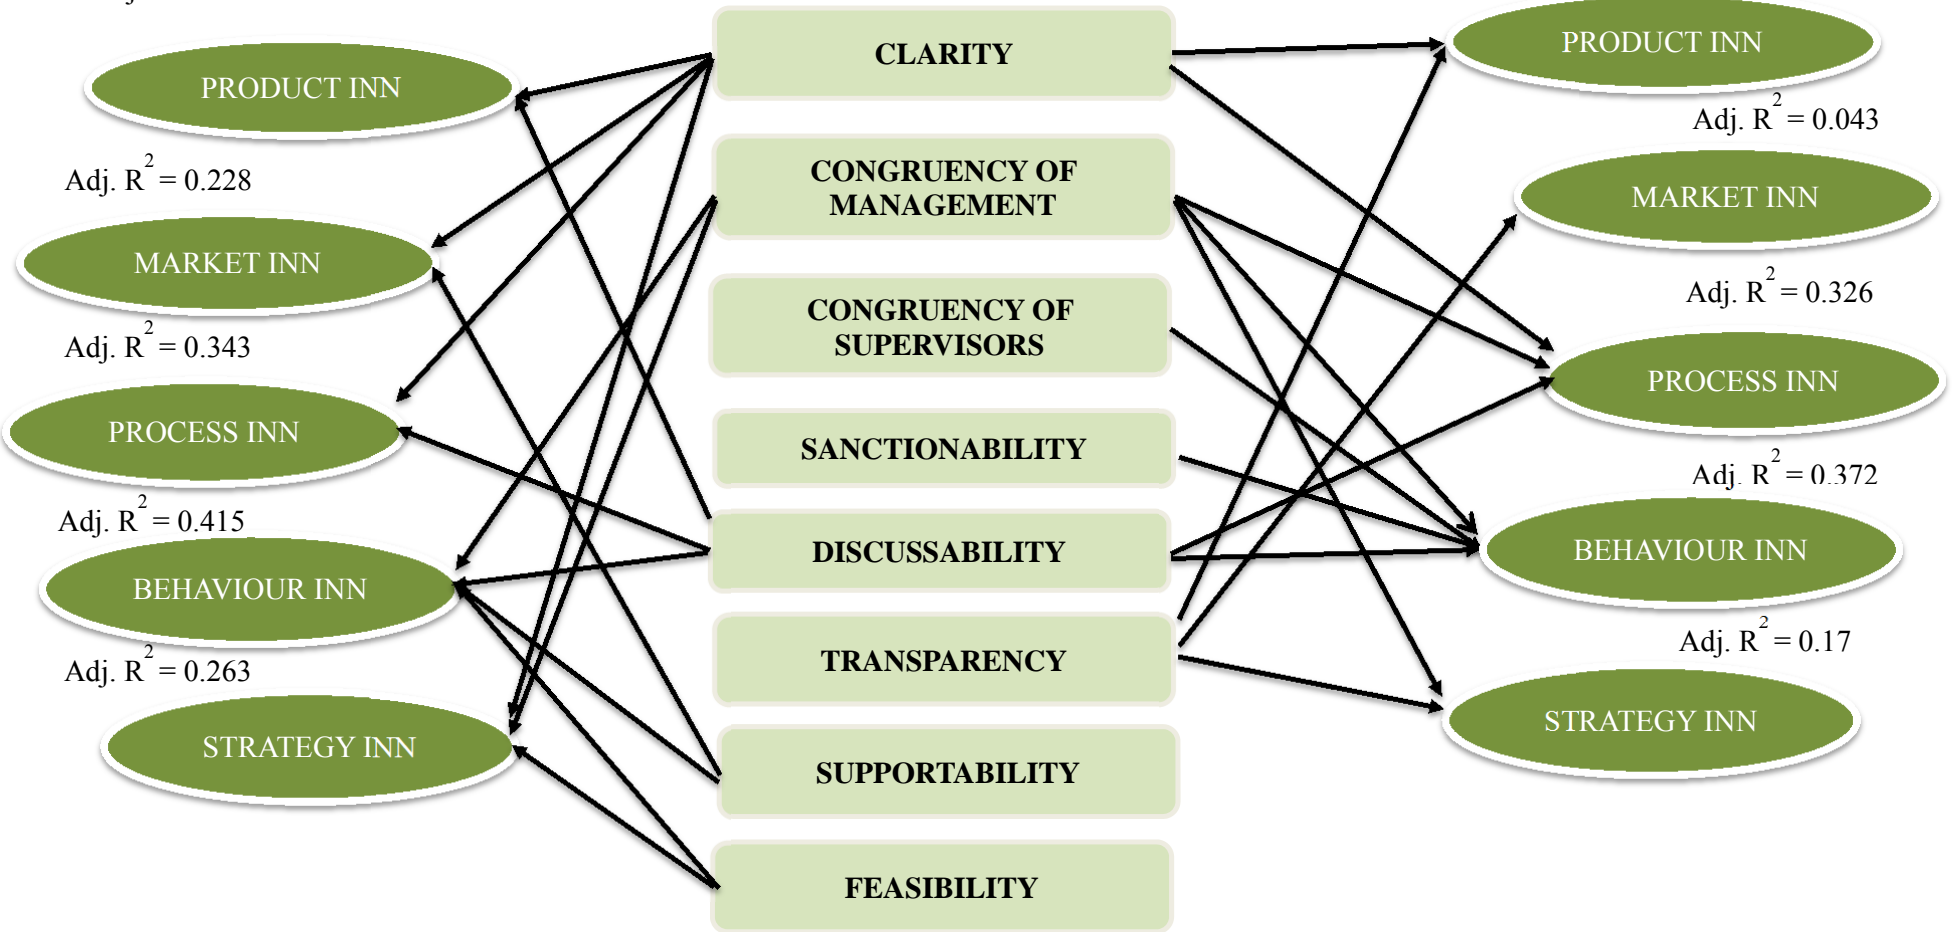 PRODUCT INN
Adj. R2 = 0.228
MARKET INN
Adj. R2 = 0.343
PROCESS INN
Adj. R2 = 0.415
BEHAVIOUR INN
Adj. R2 = 0.263
STRATEGY INN
CLARITY
CONGRUENCY OF
MANAGEMENT
CONGRUENCY OF
SUPERVISORS
SANCTIONABILITY
DISCUSSABILITY
TRANSPARENCY
SUPPORTABILITY
FEASIBILITY
PRODUCT INN
Adj. R2 = 0.043
MARKET INN
Adj. R2 = 0.326
PROCESS INN
Adj. R2 = 0.372
BEHAVIOUR INN
Adj. R2 = 0.17
STRATEGY INN